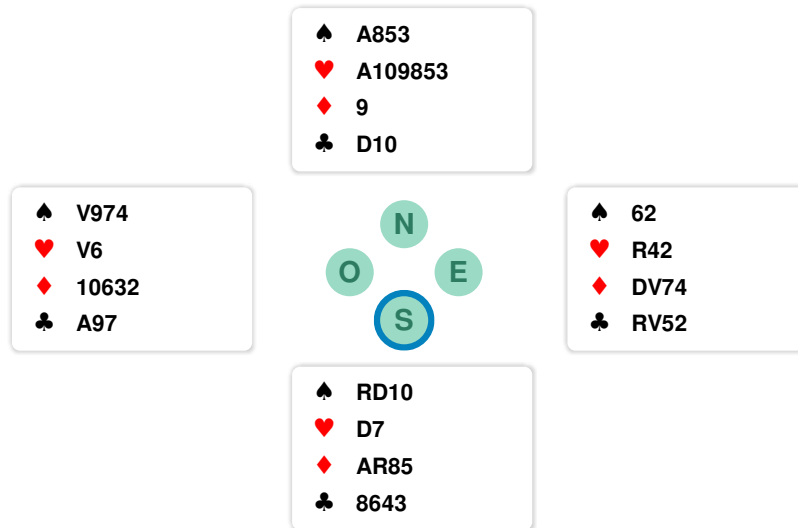 ♠ A853
♥ A109853
♦ 9
♣ D10
♠ V974
♥ V6
♦ 10632
♣ A97
N
O E
S
♠ 62
♥ R42
♦ DV74
♣ RV52
♠ RD10
♥ D7
♦ AR85
♣ 8643